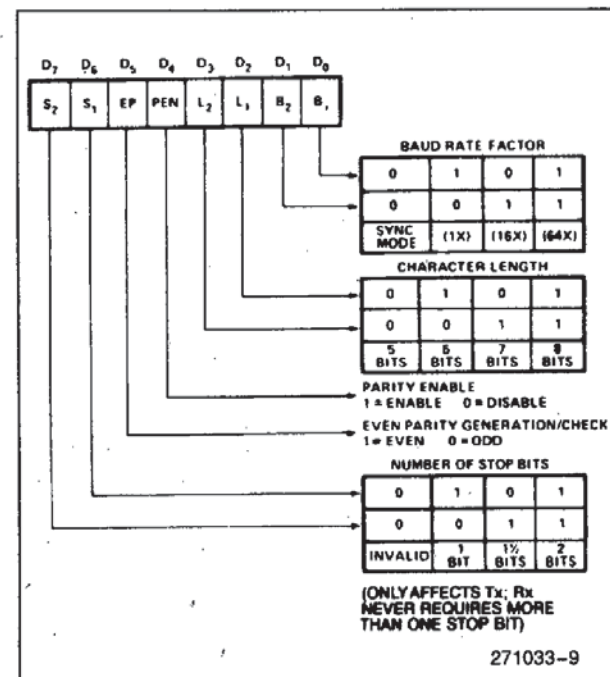 D7 D6 D5 D4 D3 D2 D1 D0
S2 S1 EP PEN L2 L1 B2 B1
BAUD RATE FACTOR
0 1 0 1
0 0 1 1
SYNC MODE (1X) (16X) (64X)
CHARACTER LENGTH
0 1 0 1
0 0 1 1
5 BITS 6 BITS 7 BITS 8 BITS
PARITY ENABLE
1 = ENABLE 0 = DISABLE
EVEN PARITY GENERATION/CHECK
1 = EVEN 0 = ODD
NUMBER OF STOP BITS
0 1 0 1
0 0 1 1
INVALID 1 BIT 1½ BITS 2 BITS
(ONLY AFFECTS Tx; Rx
NEVER REQUIRES MORE
THAN ONE STOP BIT)
271033-9